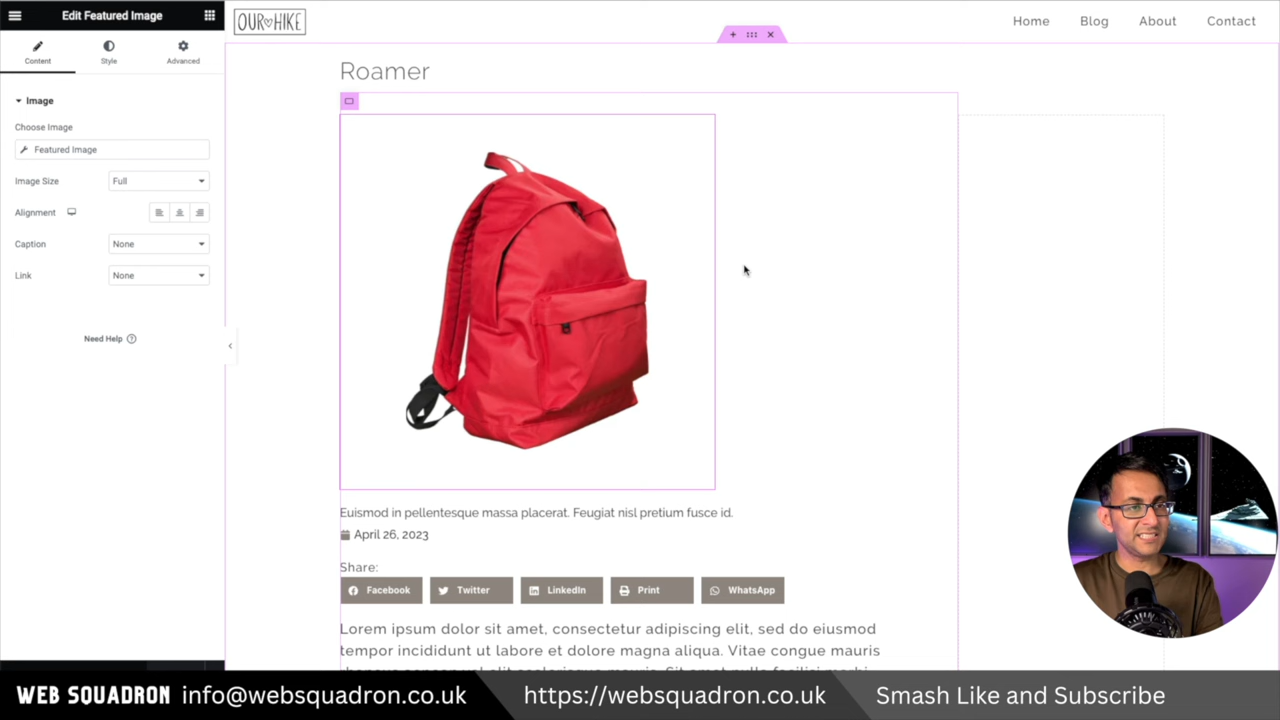 Edit Featured Image
Content
Style
Advanced
Image
Choose Image
Featured Image
Image Size
Full
Alignment
Caption
None
Link
None
Need Help ?
OUR HIKE
Home
Blog
About
Contact
Roamer
Euismod in pellentesque massa placerat. Feugiat nisl pretium fusce id.
April 26, 2023
Share:
Facebook
Twitter
LinkedIn
Print
WhatsApp
Lorem ipsum dolor sit amet, consectetur adipiscing elit, sed do eiusmod
tempor incididunt ut labore et dolore magna aliqua. Vitae congue mauris
WEB SQUADRON info@websquadron.co.uk
https://websquadron.co.uk
Smash Like and Subscribe